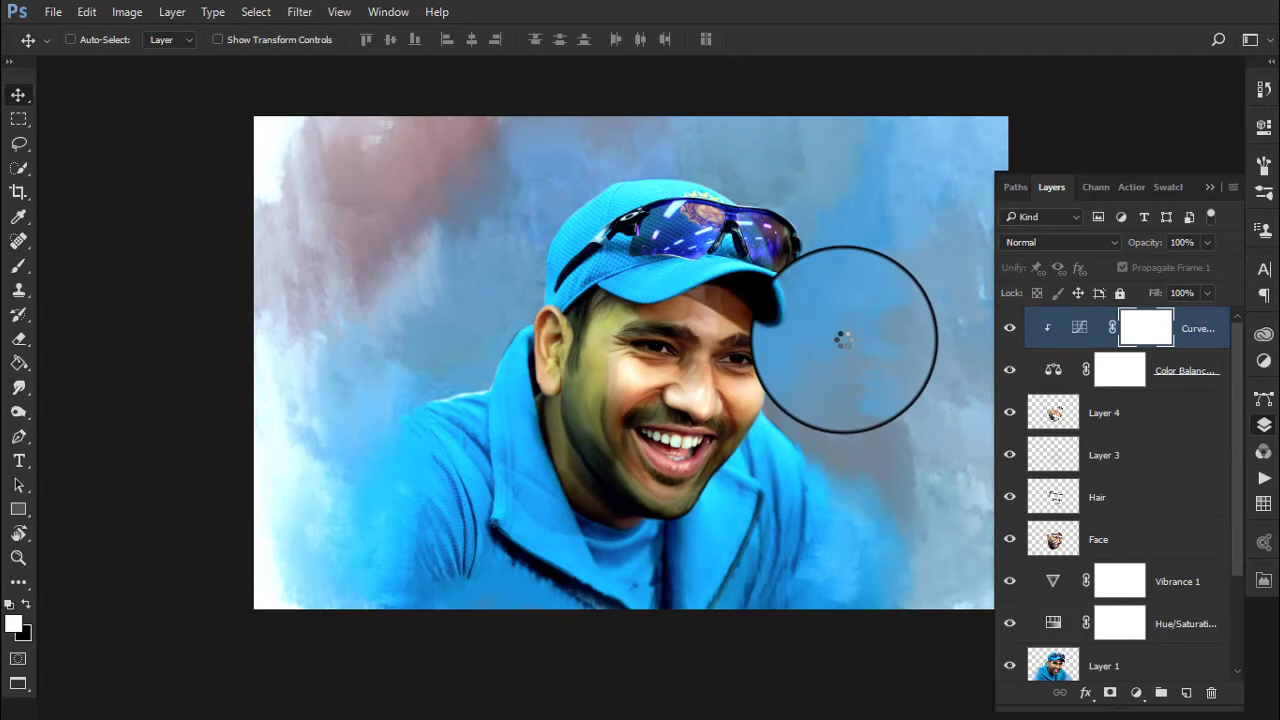 Ps File Edit Image Layer Type Select Filter View Window Help
Auto-Select: Layer Show Transform Controls
Paths Layers Chann Actior Swatcl
Kind
Normal Opacity: 100%
Unify: Propagate Frame 1
Lock: Fill: 100%
Curve...
Color Balanc...
Layer 4
Layer 3
Hair
Face
Vibrance 1
Hue/Saturati...
Layer 1